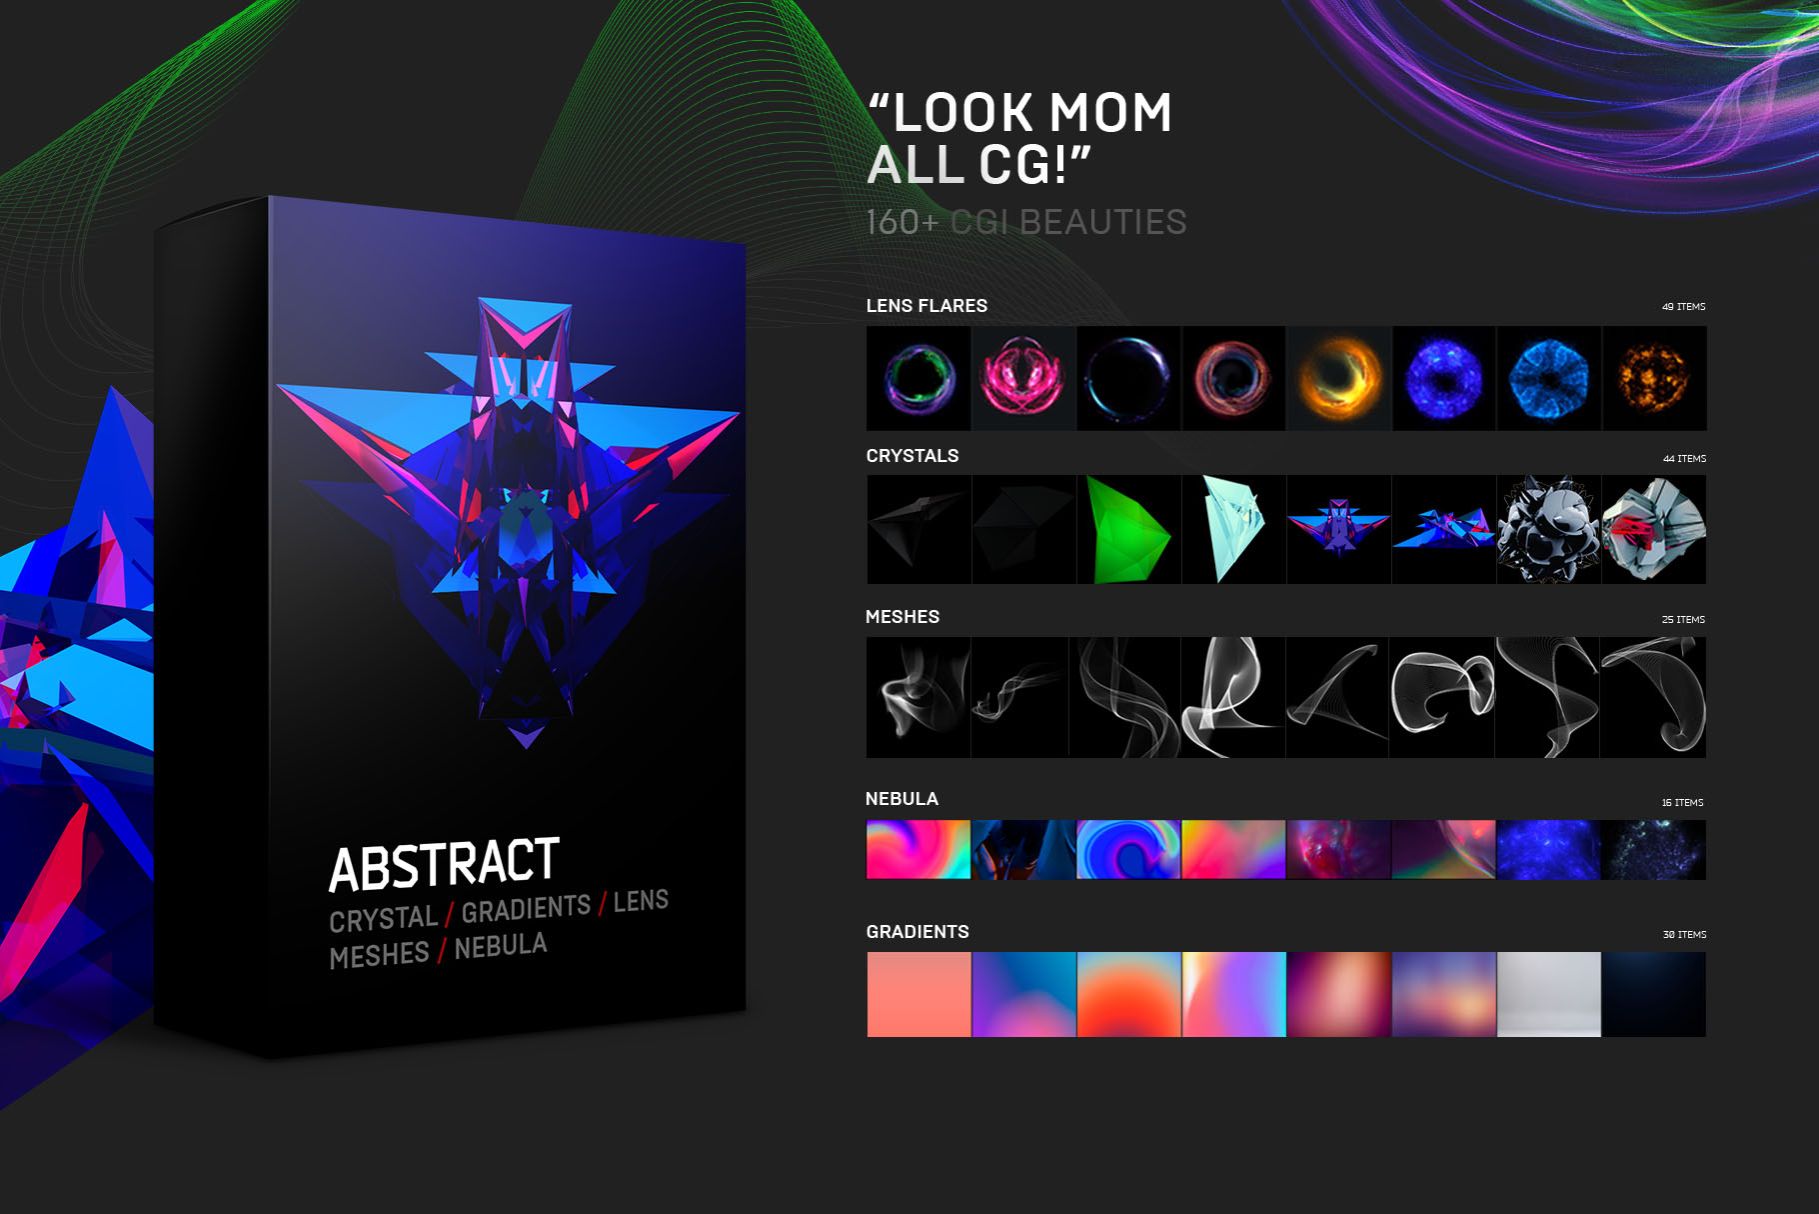 “LOOK MOM
ALL CG!”
160+ CGI BEAUTIES
LENS FLARES
49 ITEMS
CRYSTALS
44 ITEMS
MESHES
25 ITEMS
NEBULA
16 ITEMS
GRADIENTS
30 ITEMS
ABSTRACT
CRYSTAL / GRADIENTS / LENS
MESHES / NEBULA